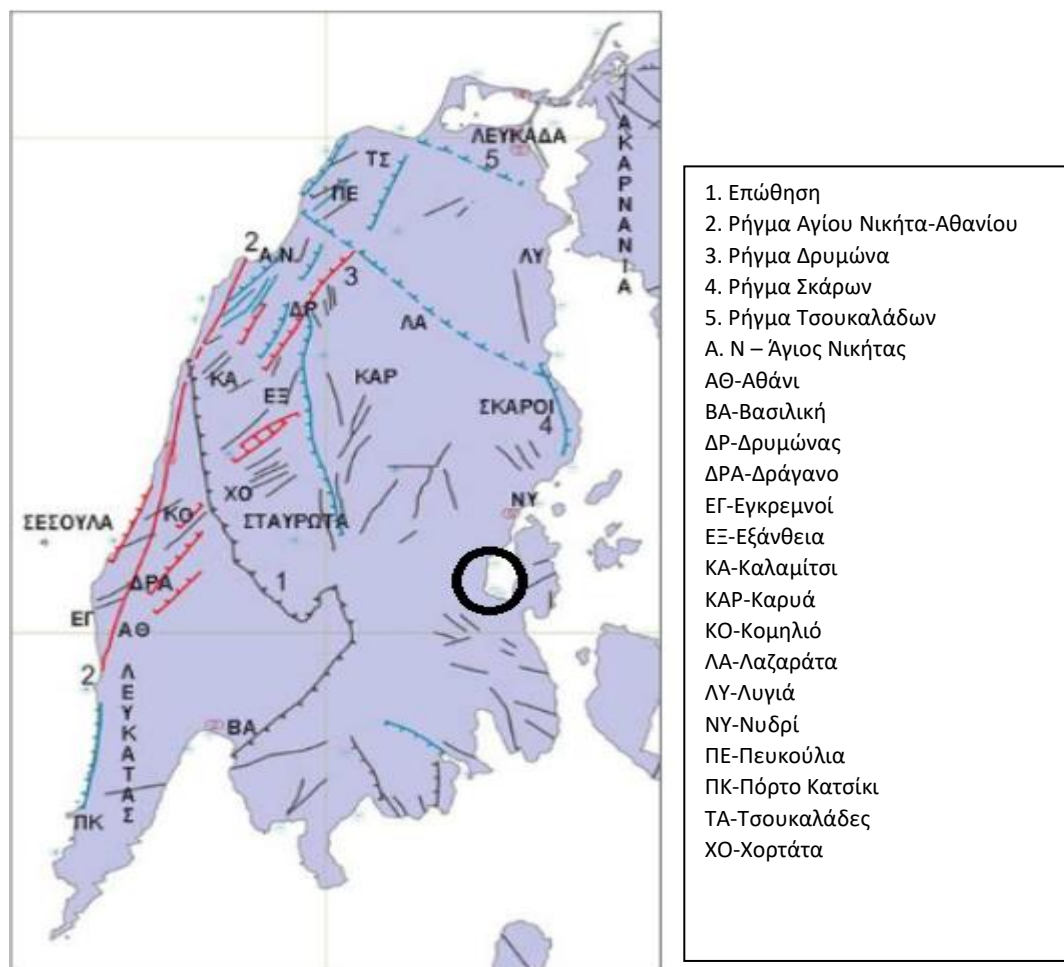 ΛΕΥΚΑΔΑ
5
ΤΣ
ΠΕ
ΑΚΑΡΝΑΝΙΑ
2
Α.Ν
3
ΛΥ
ΔΡ
ΛΑ
ΚΑ
ΕΞ
ΚΑΡ
ΣΚΑΡΟΙ
4
ΧΟ
ΝΥ
ΣΕΣΟΥΛΑ
ΚΟ
ΣΤΑΥΡΩΤΑ
ΔΡΑ
1
ΕΓ
ΑΘ
2
ΛΕΥΚΑΤΑΣ
ΒΑ
ΠΚ
1. Επώθηση
2. Ρήγμα Αγίου Νικήτα-Αθανίου
3. Ρήγμα Δρυμώνα
4. Ρήγμα Σκάρων
5. Ρήγμα Τσουκαλάδων
Α. Ν – Άγιος Νικήτας
ΑΘ-Αθάνι
ΒΑ-Βασιλική
ΔΡ-Δρυμώνας
ΔΡΑ-Δράγανο
ΕΓ-Εγκρεμνοί
ΕΞ-Εξάνθεια
ΚΑ-Καλαμίτσι
ΚΑΡ-Καρυά
ΚΟ-Κομηλιό
ΛΑ-Λαζαράτα
ΛΥ-Λυγιά
ΝΥ-Νυδρί
ΠΕ-Πευκούλια
ΠΚ-Πόρτο Κατσίκι
ΤΑ-Τσουκαλάδες
ΧΟ-Χορτάτα